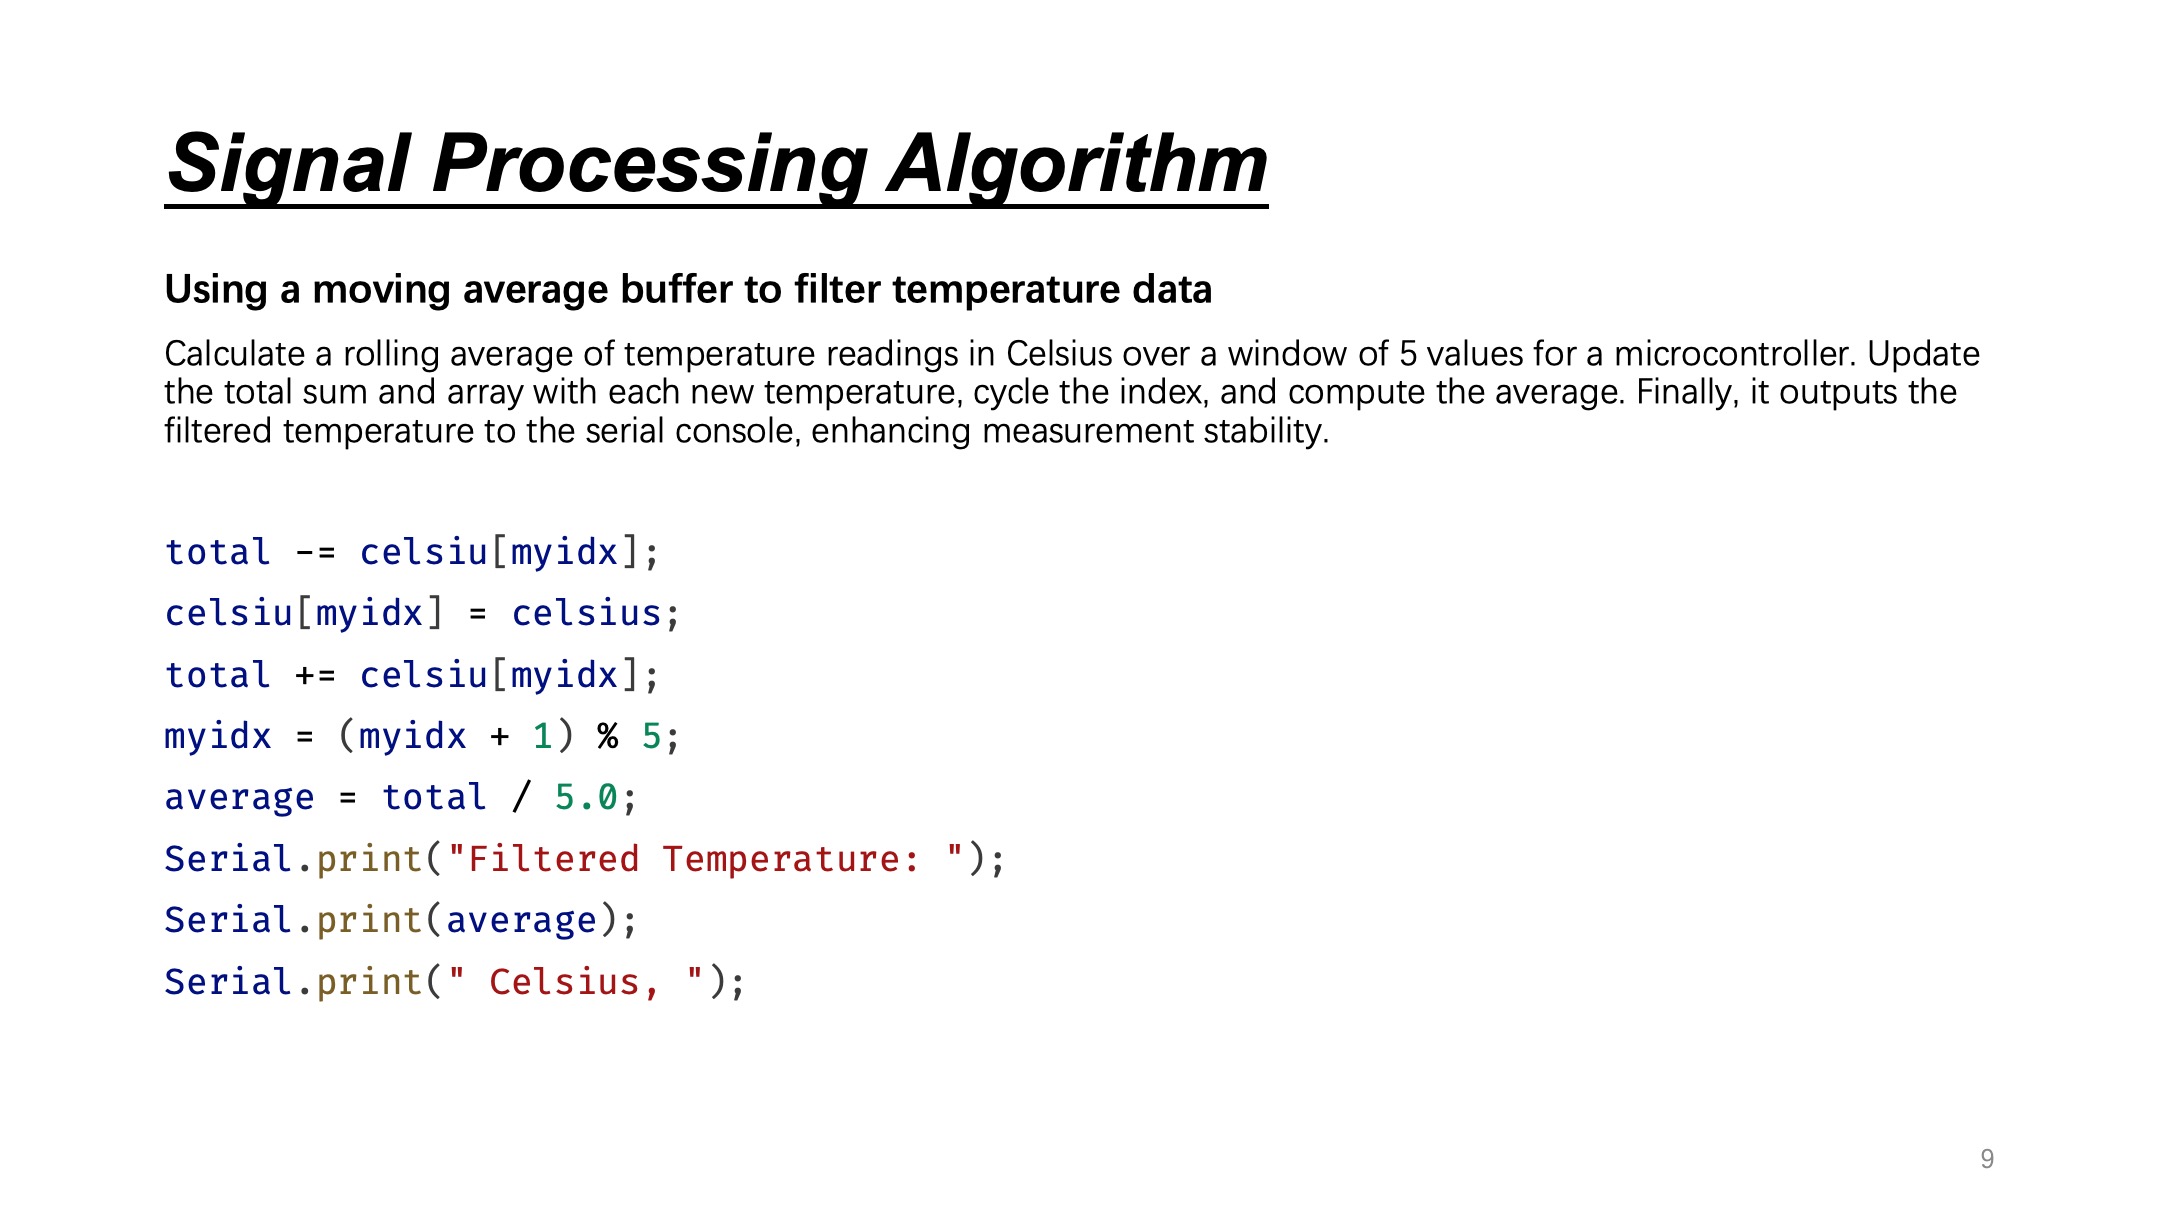 Signal Processing Algorithm
Using a moving average buffer to filter temperature data
Calculate a rolling average of temperature readings in Celsius over a window of 5 values for a microcontroller. Update
the total sum and array with each new temperature, cycle the index, and compute the average. Finally, it outputs the
filtered temperature to the serial console, enhancing measurement stability.
total -= celsiu[myidx];
celsiu[myidx] = celsius;
total += celsiu[myidx];
myidx = (myidx + 1) % 5;
average = total / 5.0;
Serial.print("Filtered Temperature: ");
Serial.print(average);
Serial.print(" Celsius, ");
9